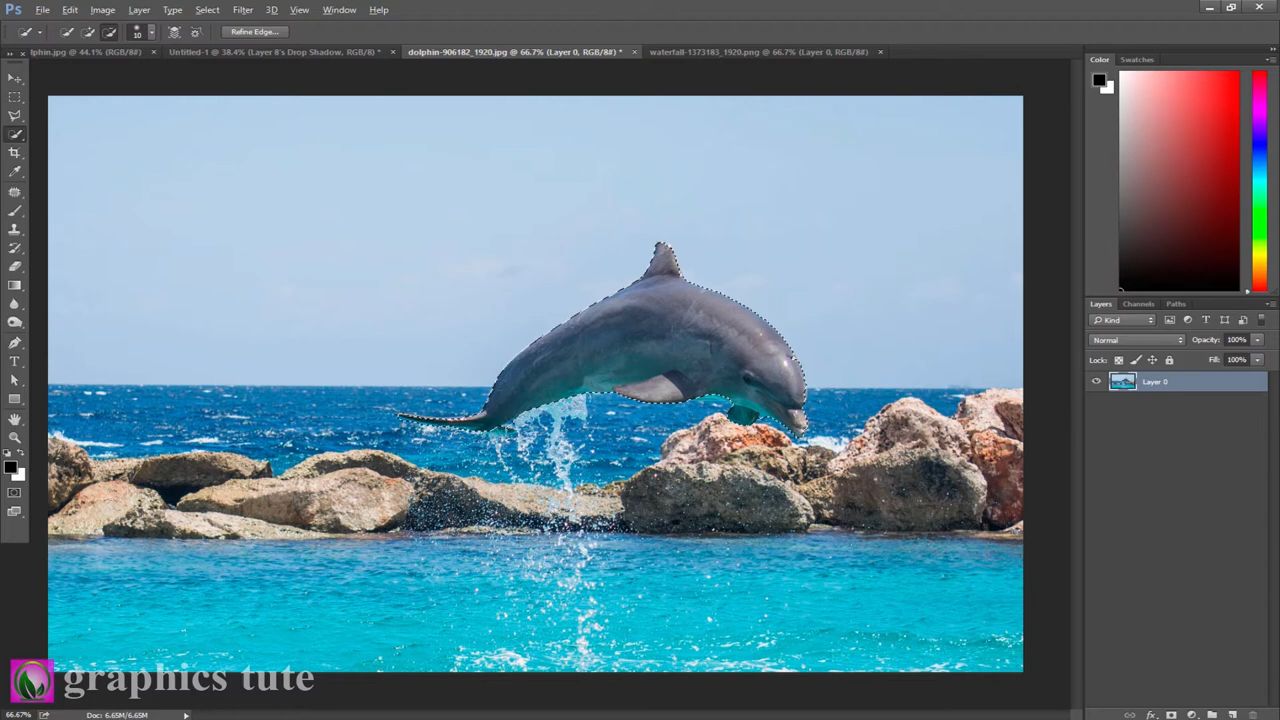 Ps File Edit Image Layer Type Select Filter 3D View Window Help
10 Refine Edge...
lphin.jpg @ 44.1% (RGB/8#) × Untitled-1 @ 38.4% (Layer 8's Drop Shadow, RGB/8) * × dolphin-906182_1920.jpg @ 66.7% (Layer 0, RGB/8#) * × waterfall-1373183_1920.png @ 66.7% (Layer 0, RGB/8#) ×
Color Swatches
Layers Channels Paths
Kind
Normal Opacity: 100%
Lock: Fill: 100%
Layer 0
graphics tute
66.67% Doc: 6.65M/6.65M